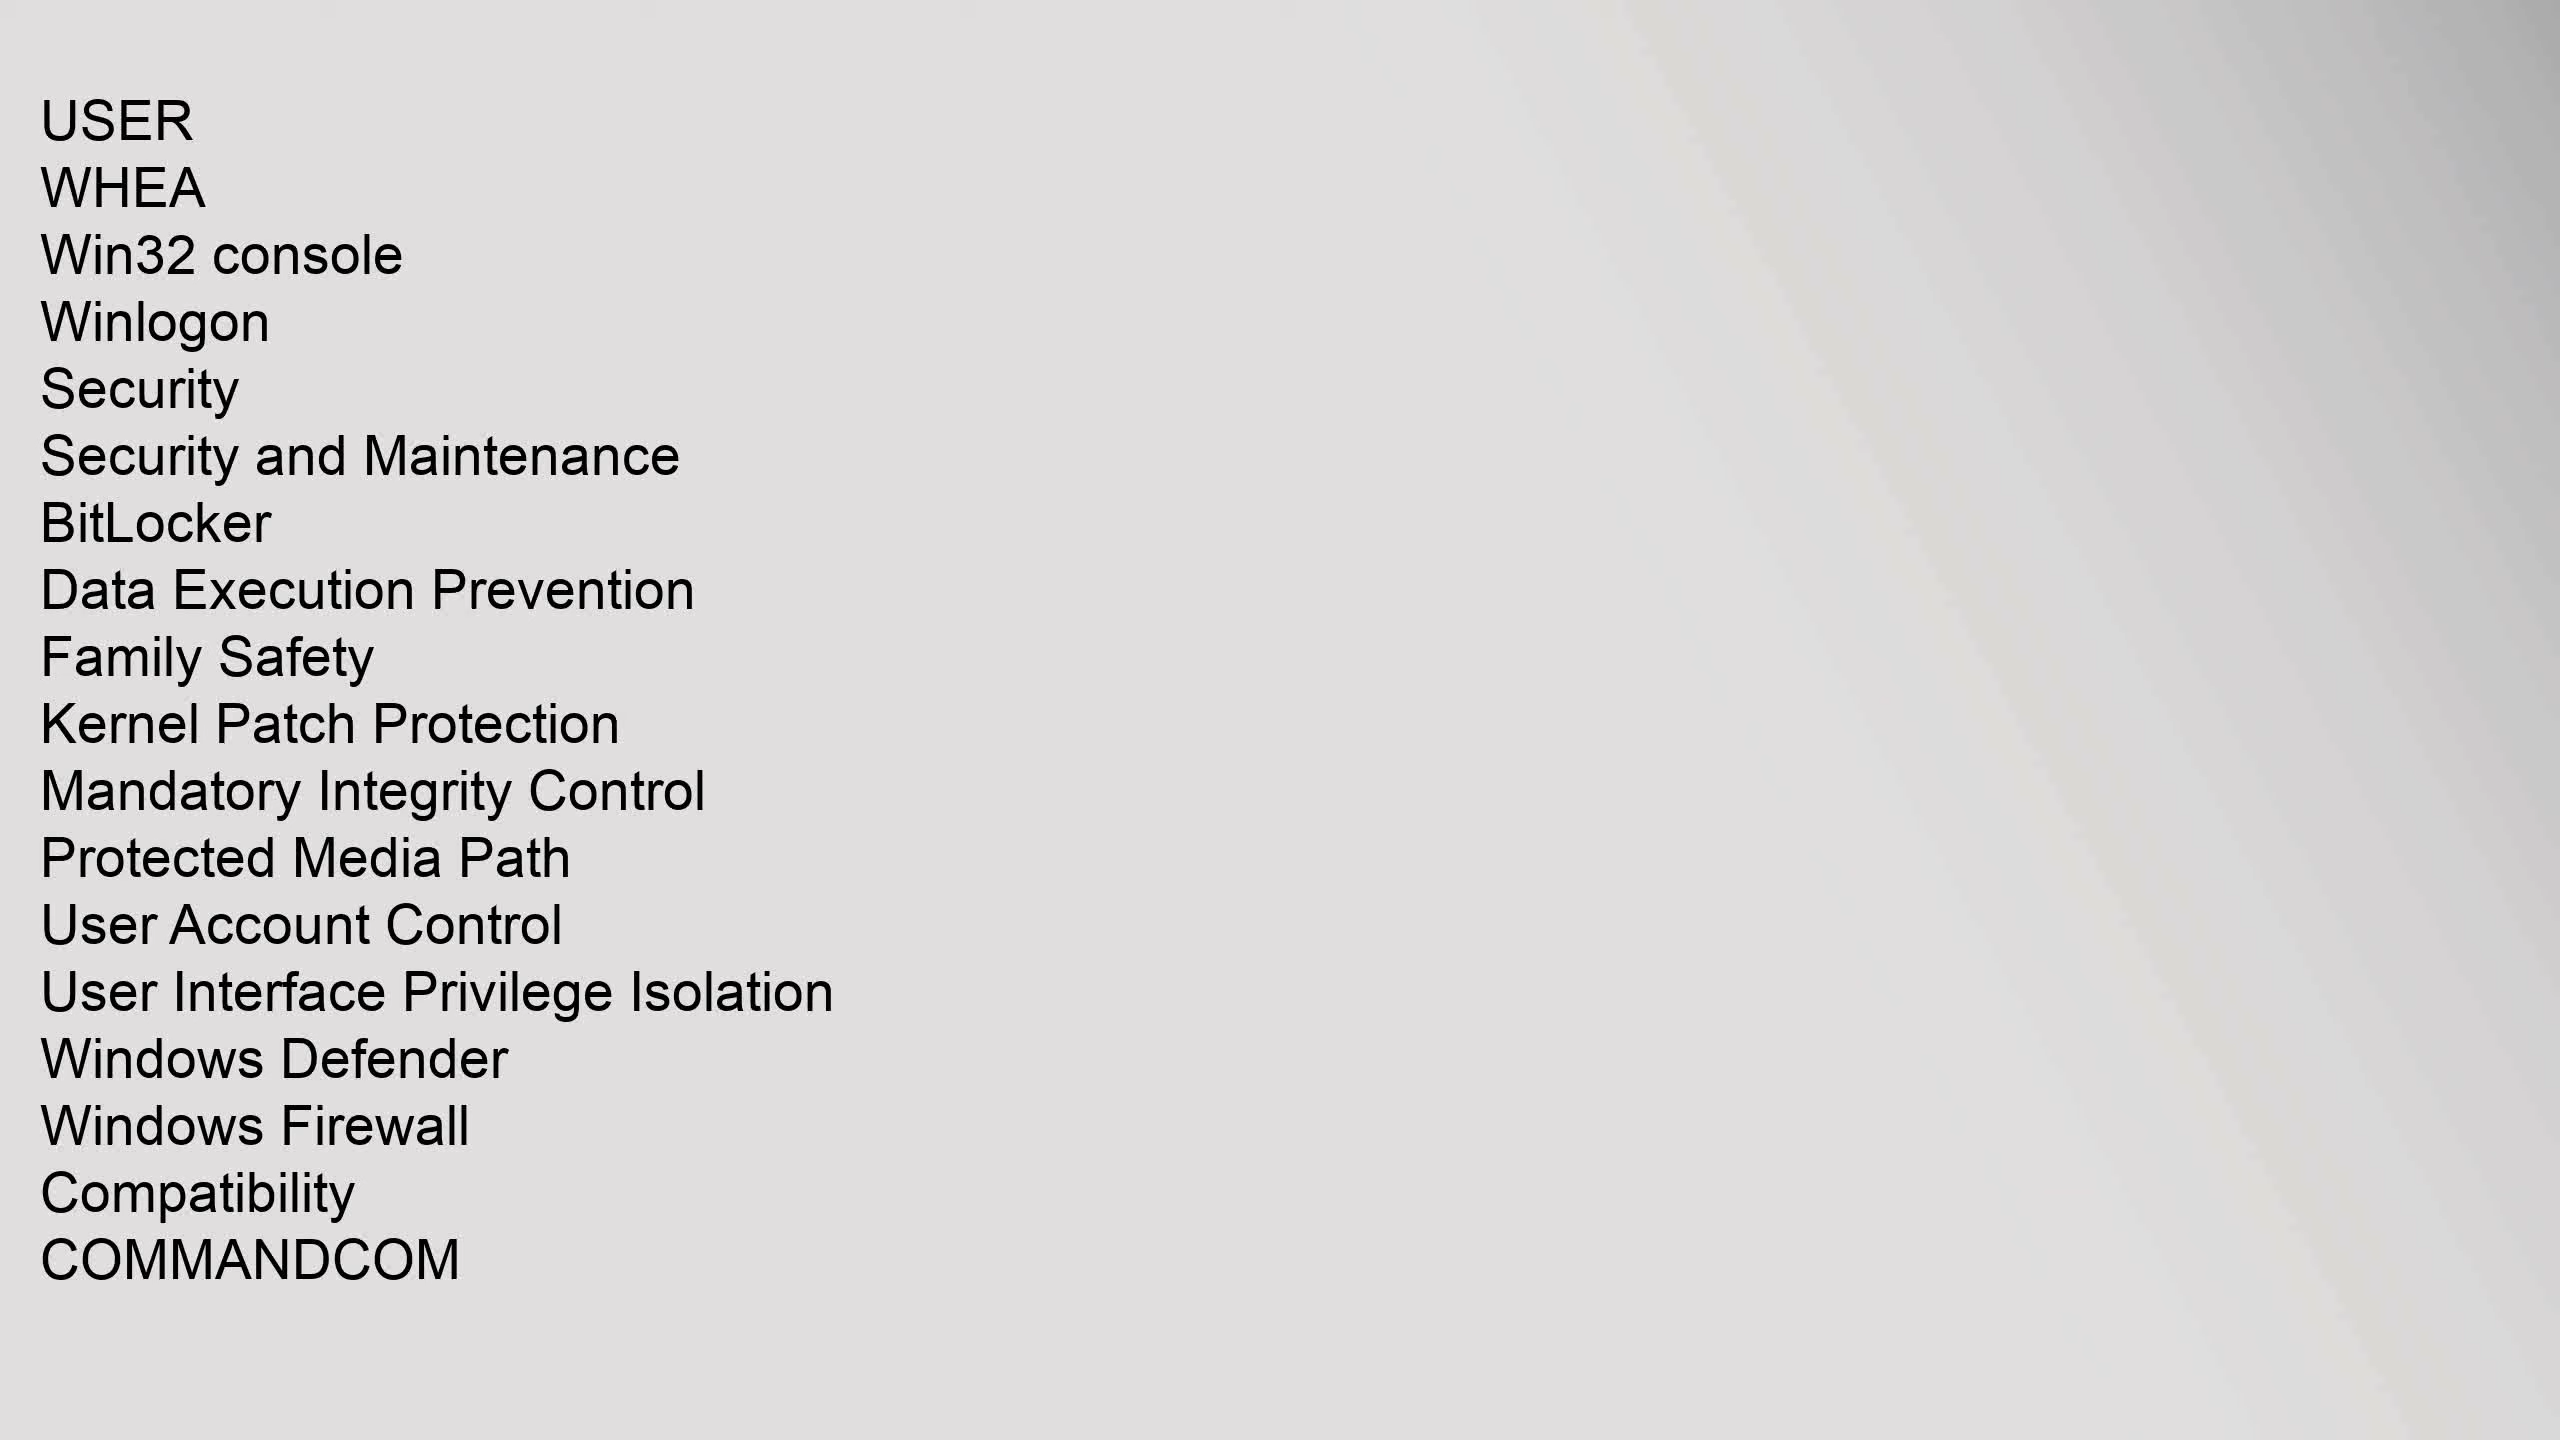 USER
WHEA
Win32 console
Winlogon
Security
Security and Maintenance
BitLocker
Data Execution Prevention
Family Safety
Kernel Patch Protection
Mandatory Integrity Control
Protected Media Path
User Account Control
User Interface Privilege Isolation
Windows Defender
Windows Firewall
Compatibility
COMMANDCOM